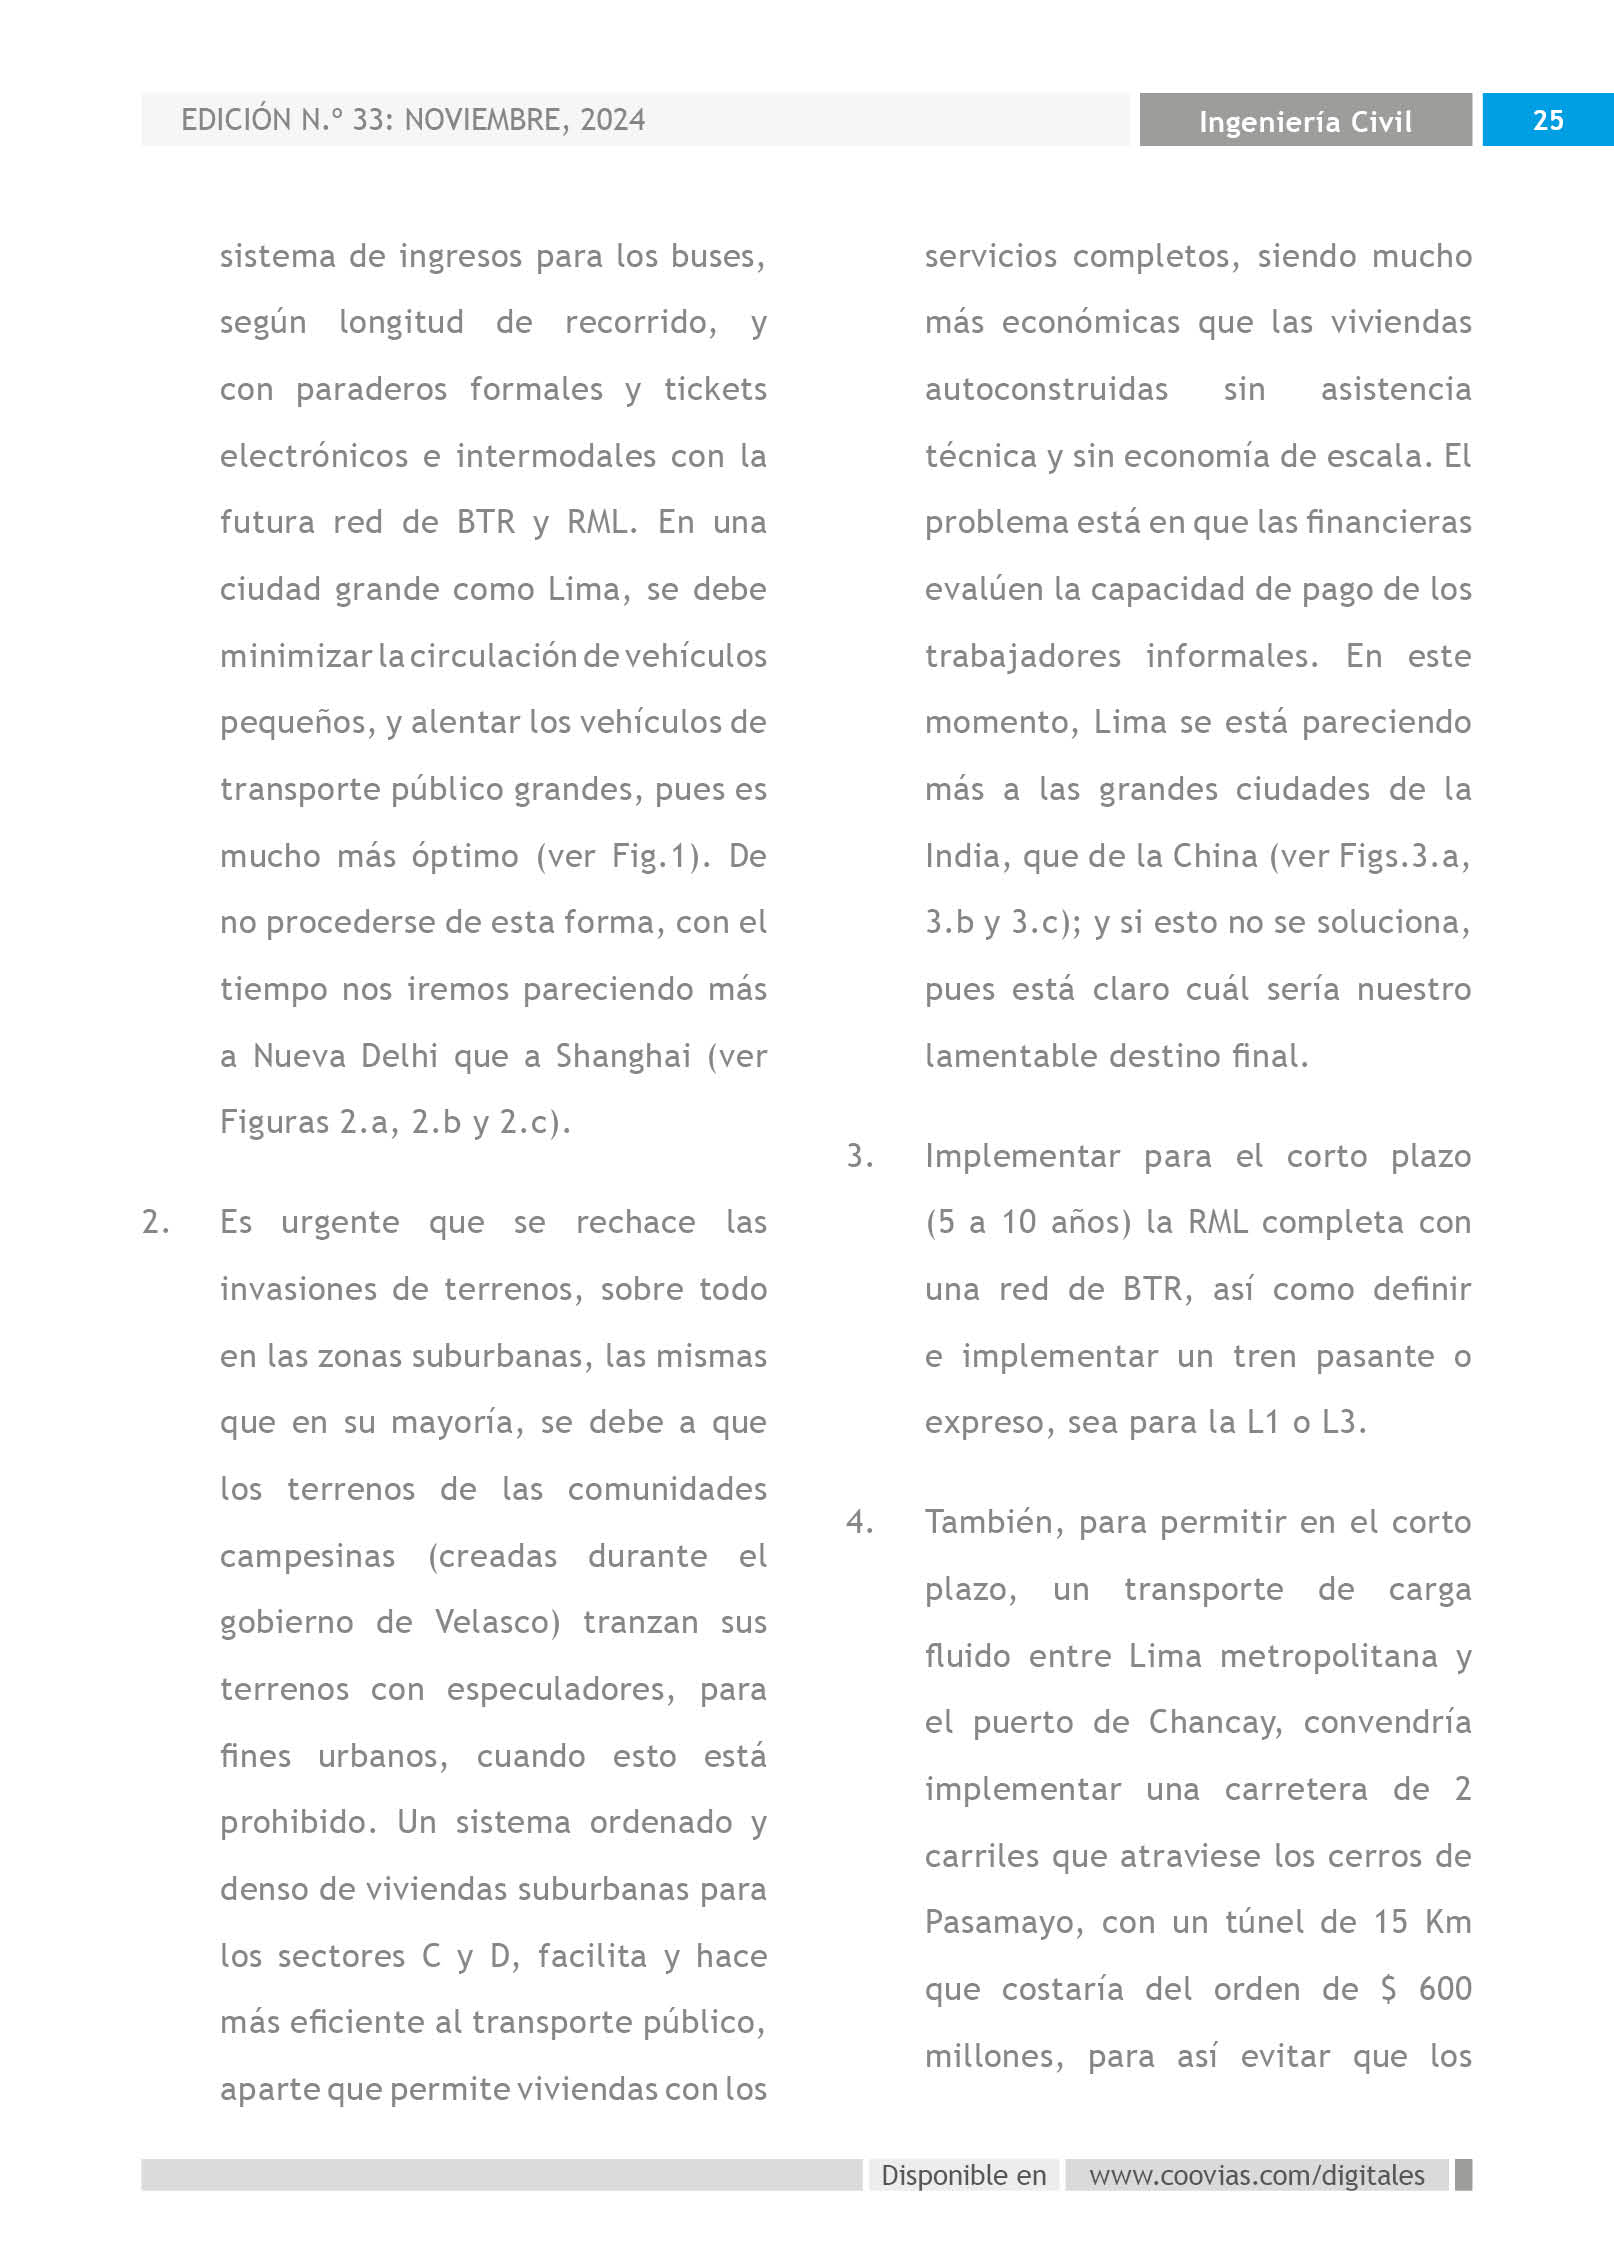 EDICIÓN N.º 33: NOVIEMBRE, 2024
Ingeniería Civil
25
sistema de ingresos para los buses,
según longitud de recorrido, y
con paraderos formales y tickets
electrónicos e intermodales con la
futura red de BTR y RML. En una
ciudad grande como Lima, se debe
minimizar la circulación de vehículos
pequeños, y alentar los vehículos de
transporte público grandes, pues es
mucho más óptimo (ver Fig.1). De
no procederse de esta forma, con el
tiempo nos iremos pareciendo más
a Nueva Delhi que a Shanghai (ver
Figuras 2.a, 2.b y 2.c).
2. Es urgente que se rechace las
invasiones de terrenos, sobre todo
en las zonas suburbanas, las mismas
que en su mayoría, se debe a que
los terrenos de las comunidades
campesinas (creadas durante el
gobierno de Velasco) tranzan sus
terrenos con especuladores, para
fines urbanos, cuando esto está
prohibido. Un sistema ordenado y
denso de viviendas suburbanas para
los sectores C y D, facilita y hace
más eficiente al transporte público,
aparte que permite viviendas con los
servicios completos, siendo mucho
más económicas que las viviendas
autoconstruidas sin asistencia
técnica y sin economía de escala. El
problema está en que las financieras
evalúen la capacidad de pago de los
trabajadores informales. En este
momento, Lima se está pareciendo
más a las grandes ciudades de la
India, que de la China (ver Figs.3.a,
3.b y 3.c); y si esto no se soluciona,
pues está claro cuál sería nuestro
lamentable destino final.
3. Implementar para el corto plazo
(5 a 10 años) la RML completa con
una red de BTR, así como definir
e implementar un tren pasante o
expreso, sea para la L1 o L3.
4. También, para permitir en el corto
plazo, un transporte de carga
fluido entre Lima metropolitana y
el puerto de Chancay, convendría
implementar una carretera de 2
carriles que atraviese los cerros de
Pasamayo, con un túnel de 15 Km
que costaría del orden de $ 600
millones, para así evitar que los
Disponible en
www.coovias.com/digitales